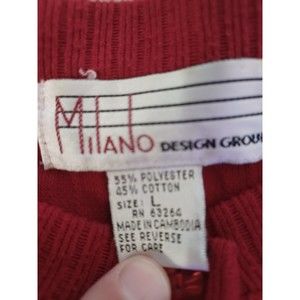 Milano DESIGN GROUP
55% POLYESTER
45% COTTON
SIZE: L
RN 63264
MADE IN CAMBODIA
SEE REVERSE
FOR CARE